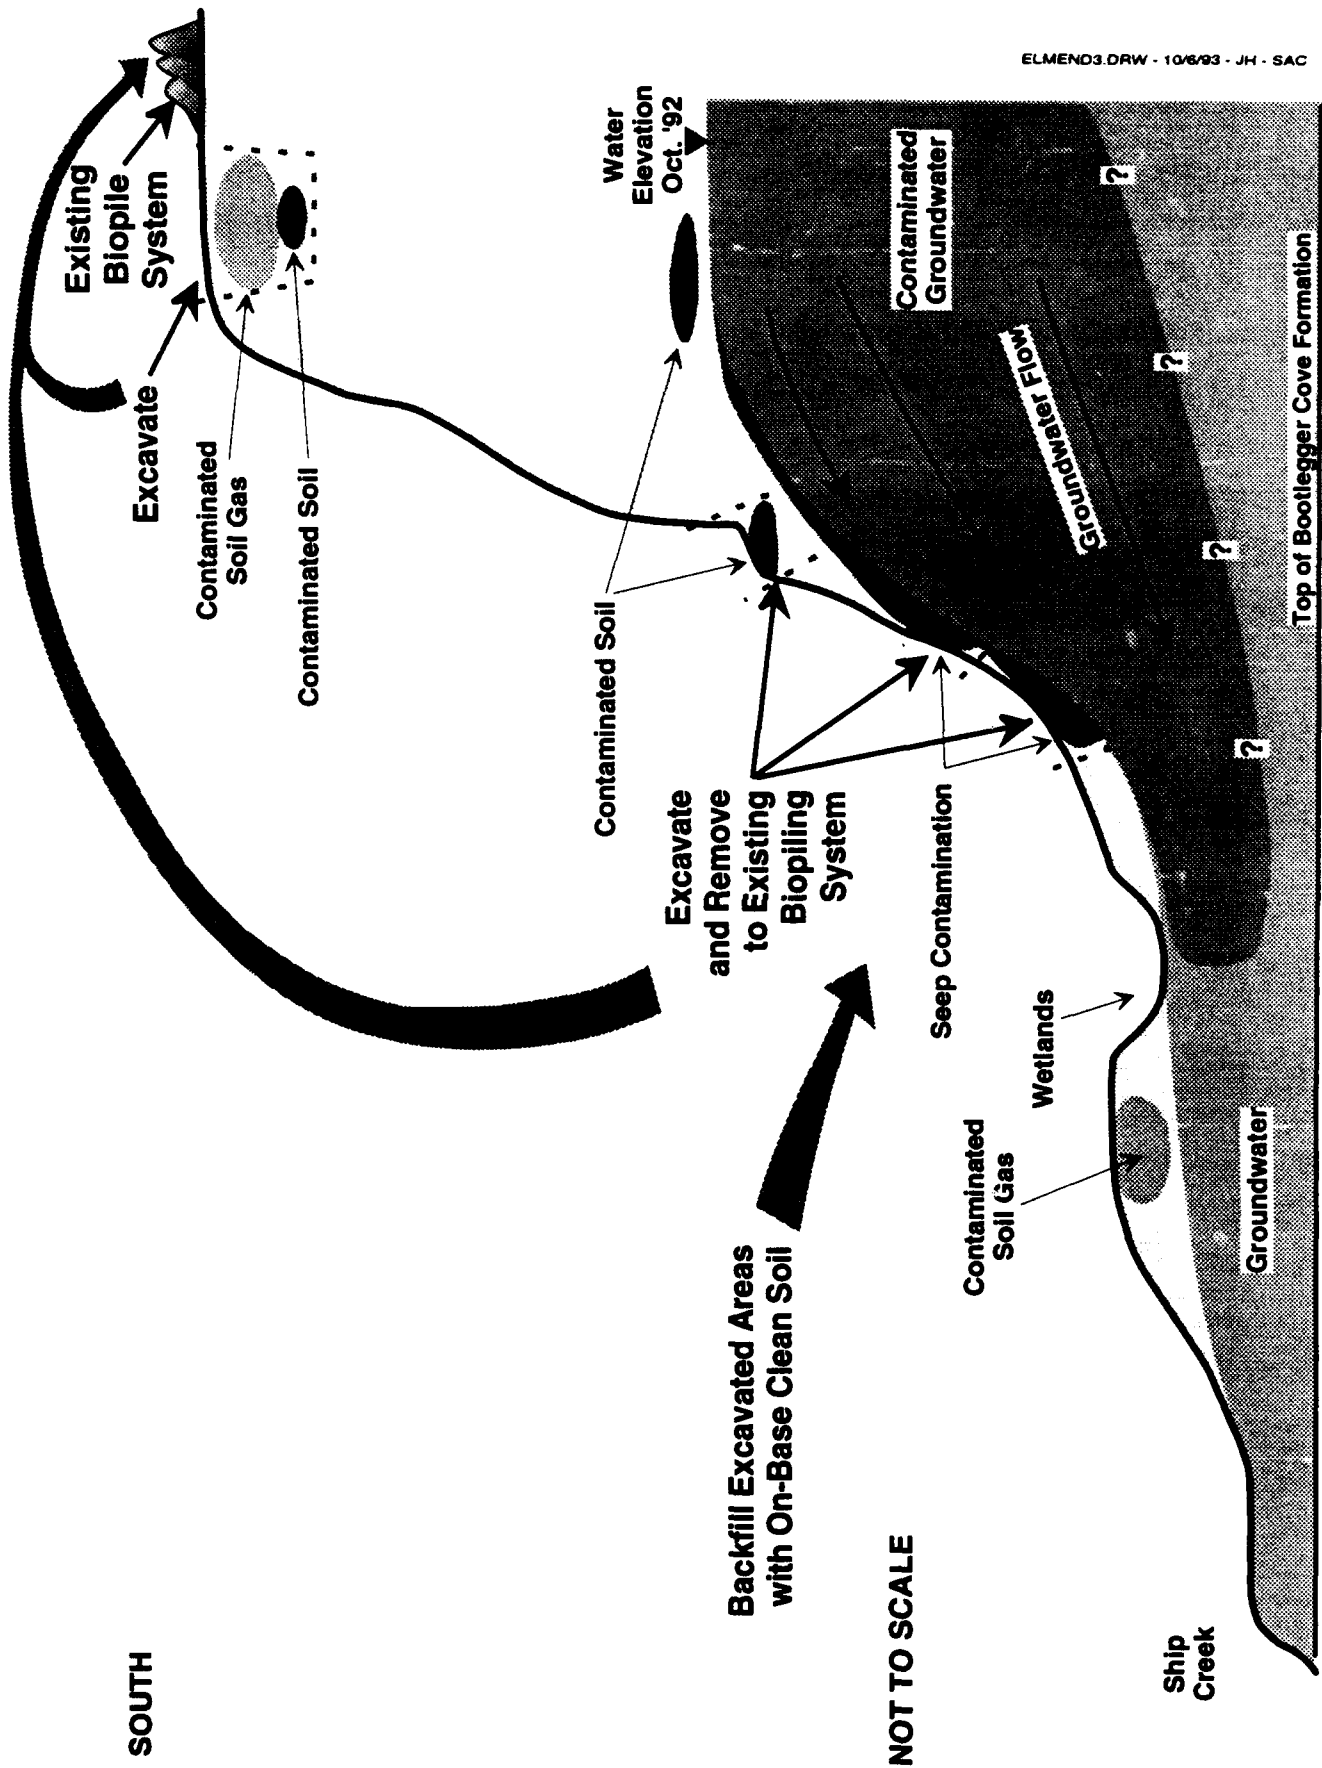 SOUTH
Existing
Biopile
System
Excavate
Contaminated
Soil Gas
Contaminated Soil
Water
Elevation
Oct. '92
Contaminated Soil
Excavate
and Remove
to Existing
Biopiling
System
Backfill Excavated Areas
with On-Base Clean Soil
NOT TO SCALE
Seep Contamination
Wetlands
Contaminated
Soil Gas
Contaminated
Groundwater
Groundwater Flow
?
?
?
?
Ship
Creek
Groundwater
Top of Bootlegger Cove Formation
ELMEND3.DRW - 10/6/93 - JH - SAC